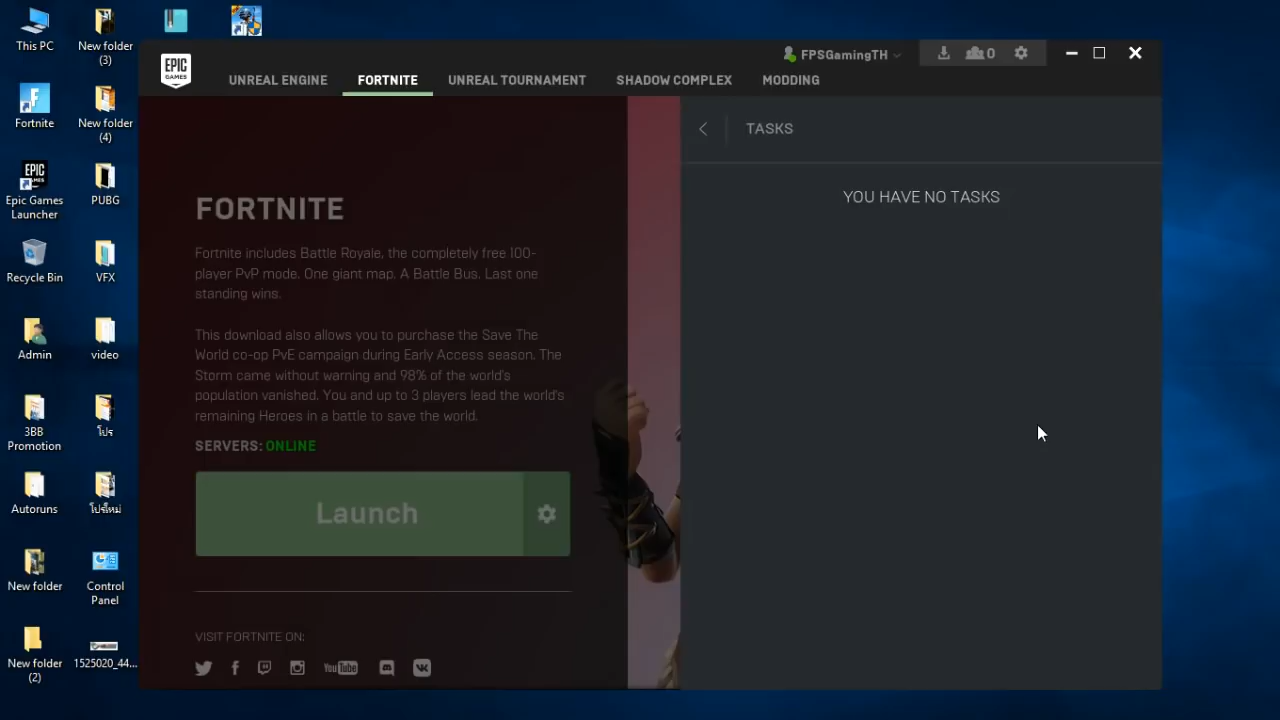 This PC
New folder
(3)
Fortnite
New folder
(4)
Epic Games
Launcher
PUBG
Recycle Bin
VFX
Admin
video
3BB
Promotion
โปร
Autoruns
โปรใหม่
New folder
Control
Panel
New folder
(2)
1525020_44...
EPIC
GAMES
FPSGamingTH
0
UNREAL ENGINE
FORTNITE
UNREAL TOURNAMENT
SHADOW COMPLEX
MODDING
FORTNITE
Fortnite includes Battle Royale, the completely free 100-
player PvP mode. One giant map. A Battle Bus. Last one
standing wins.
This download also allows you to purchase the Save The
World co-op PvE campaign during Early Access season. The
Storm came without warning and 98% of the world's
population vanished. You and up to 3 players lead the world's
remaining Heroes in a battle to save the world.
SERVERS: ONLINE
Launch
VISIT FORTNITE ON:
YouTube
TASKS
YOU HAVE NO TASKS